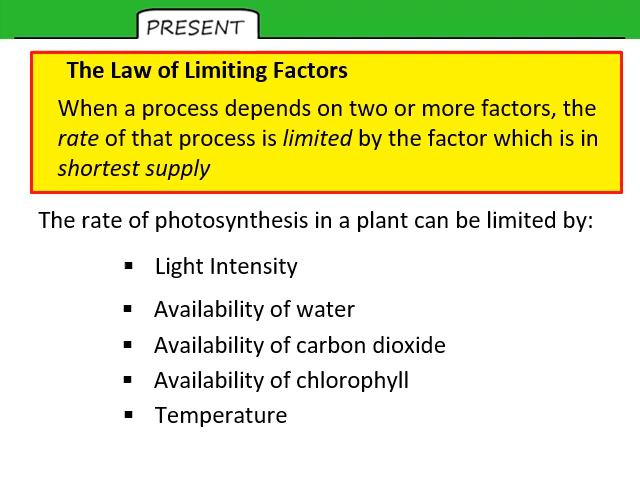 PRESENT
The Law of Limiting Factors
When a process depends on two or more factors, the
rate of that process is limited by the factor which is in
shortest supply
The rate of photosynthesis in a plant can be limited by:
▪ Light Intensity
▪ Availability of water
▪ Availability of carbon dioxide
▪ Availability of chlorophyll
▪ Temperature